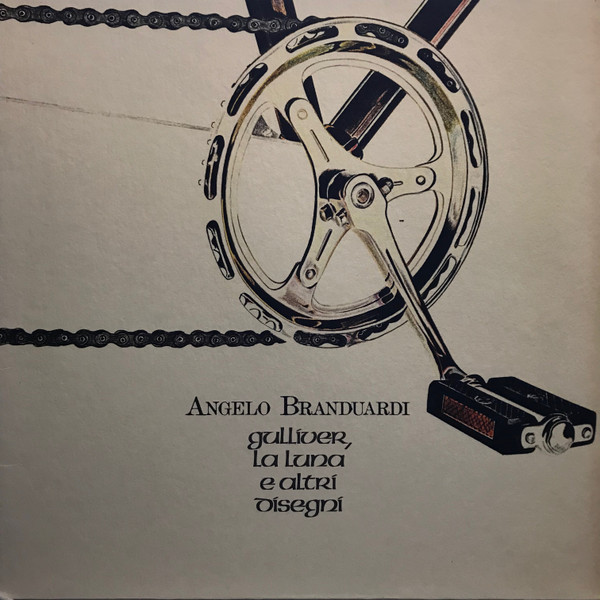 ANGELO BRANDUARDI
gulliver,
la luna
e altri
disegni